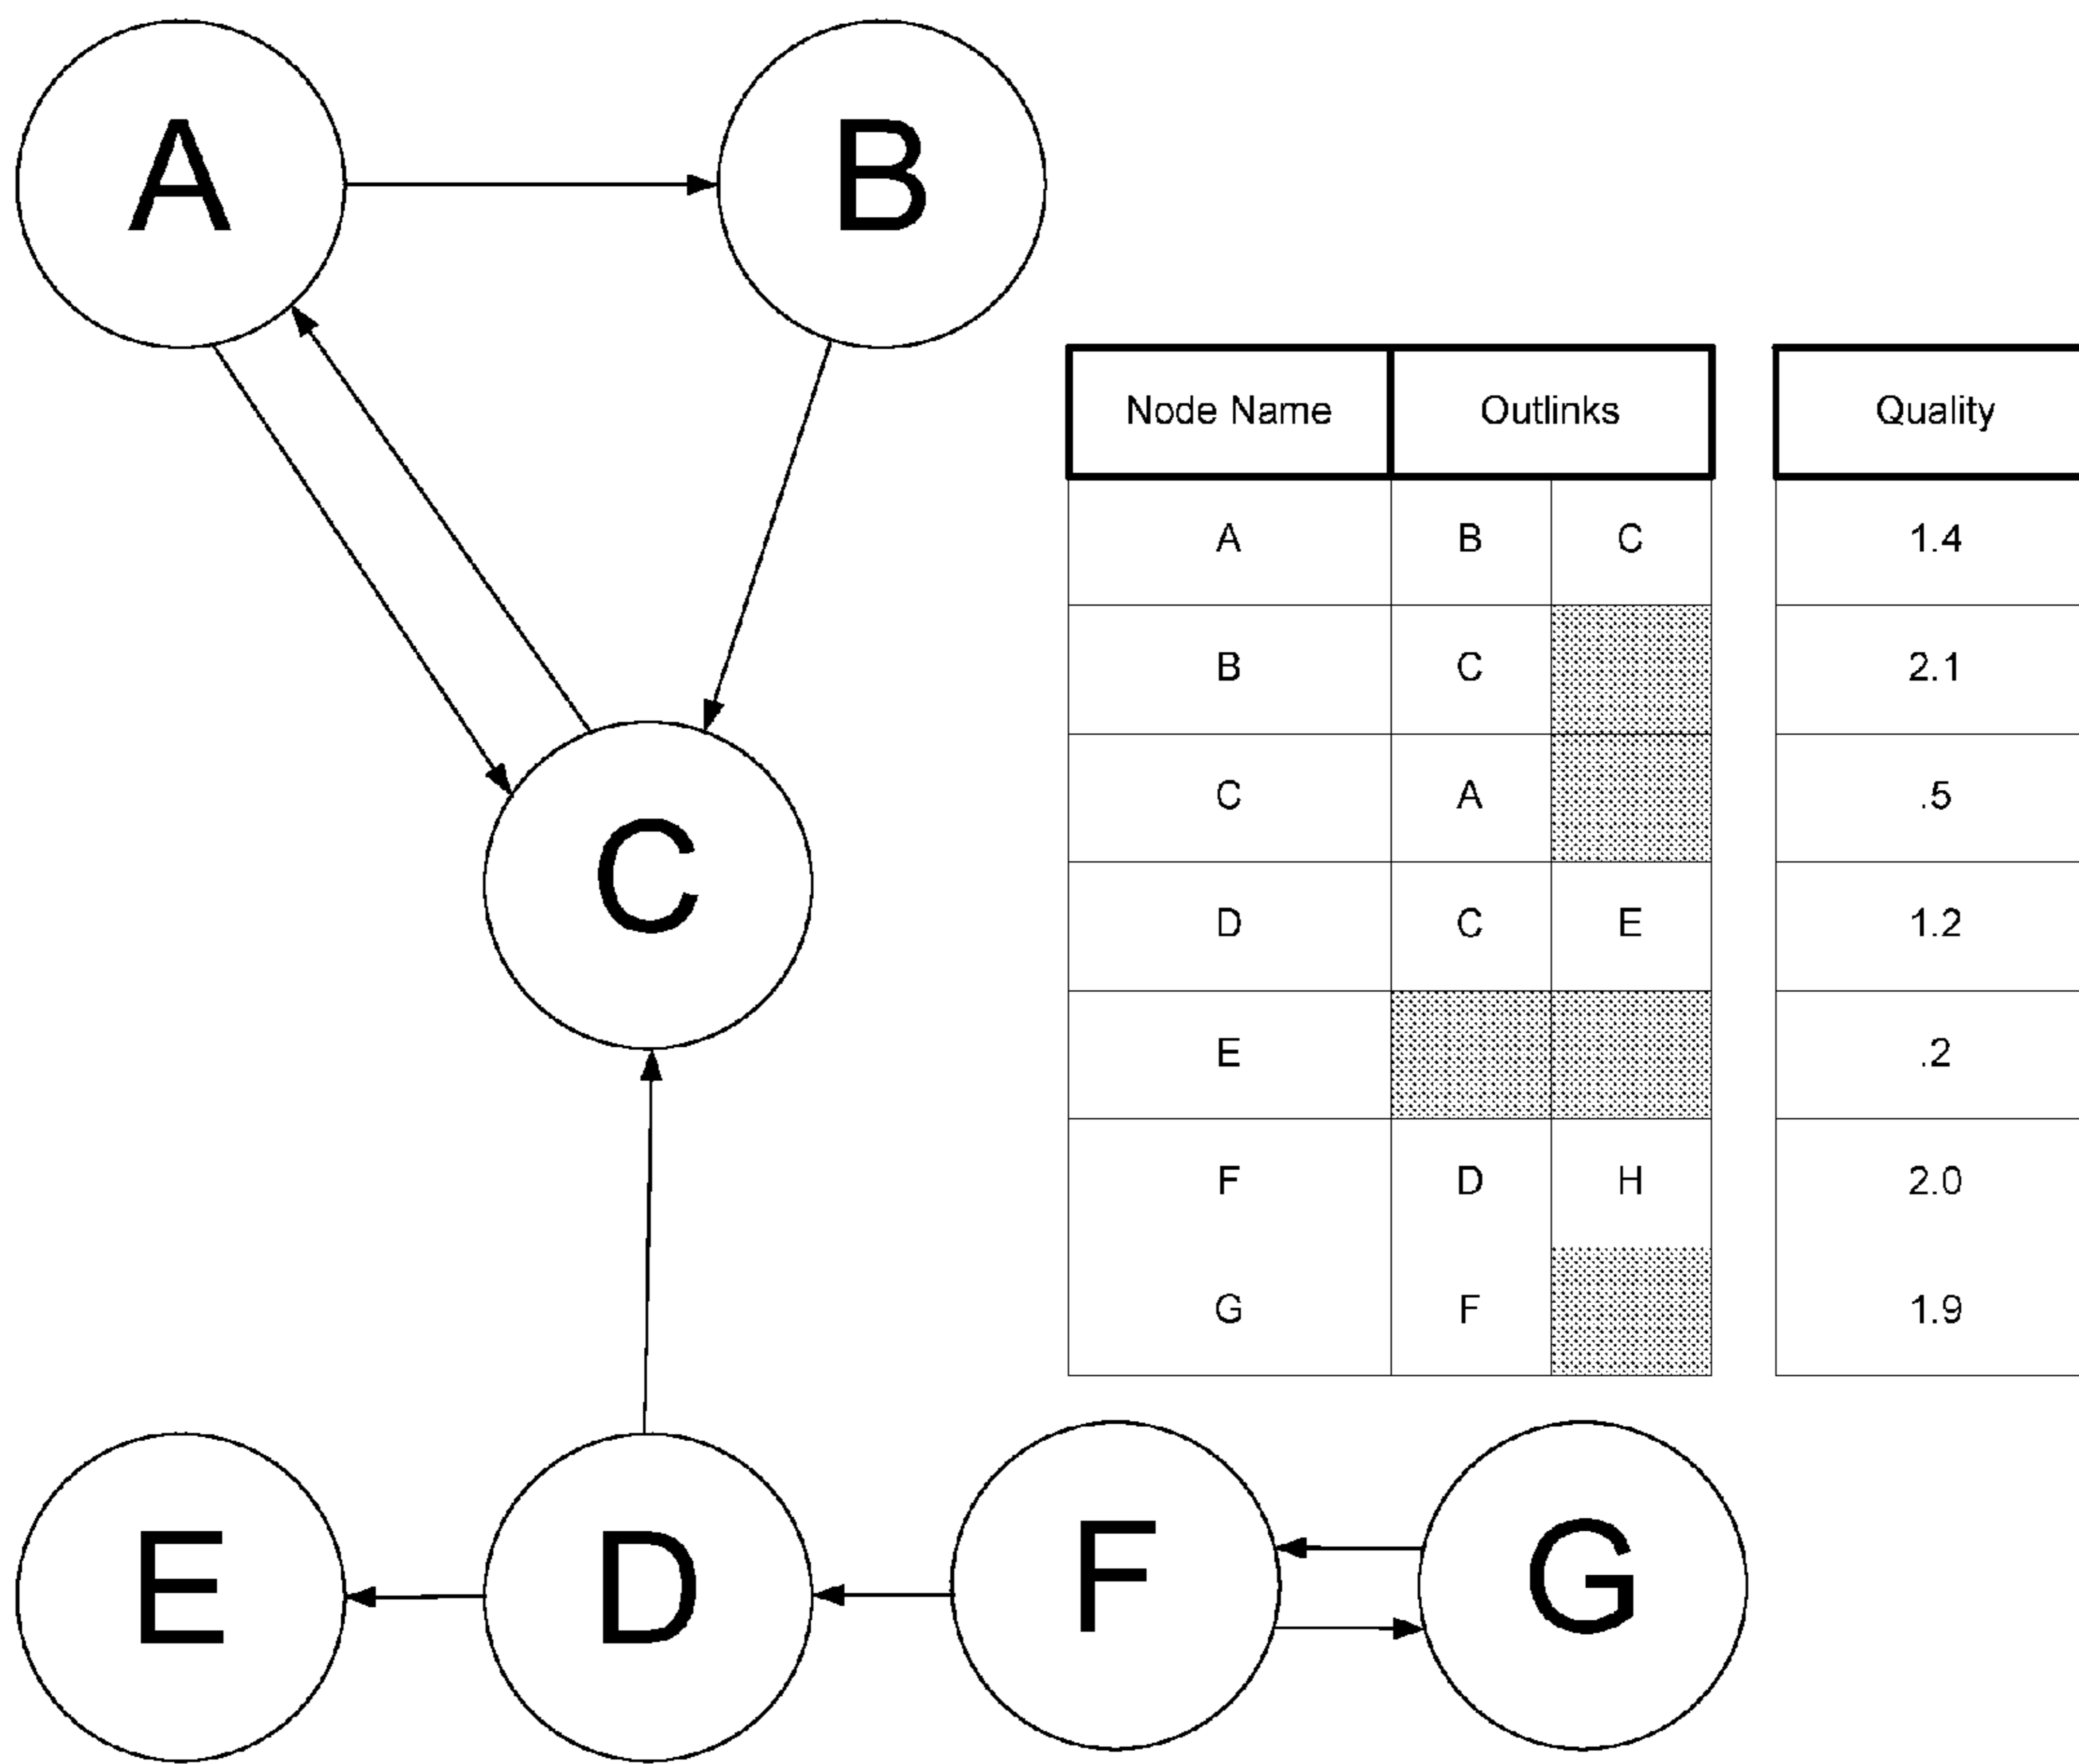 A B
Node Name Outlinks Quality
A B C 1.4
B C 2.1
C A .5
C
D C E 1.2
E .2
F D H 2.0
G F 1.9
E D F G